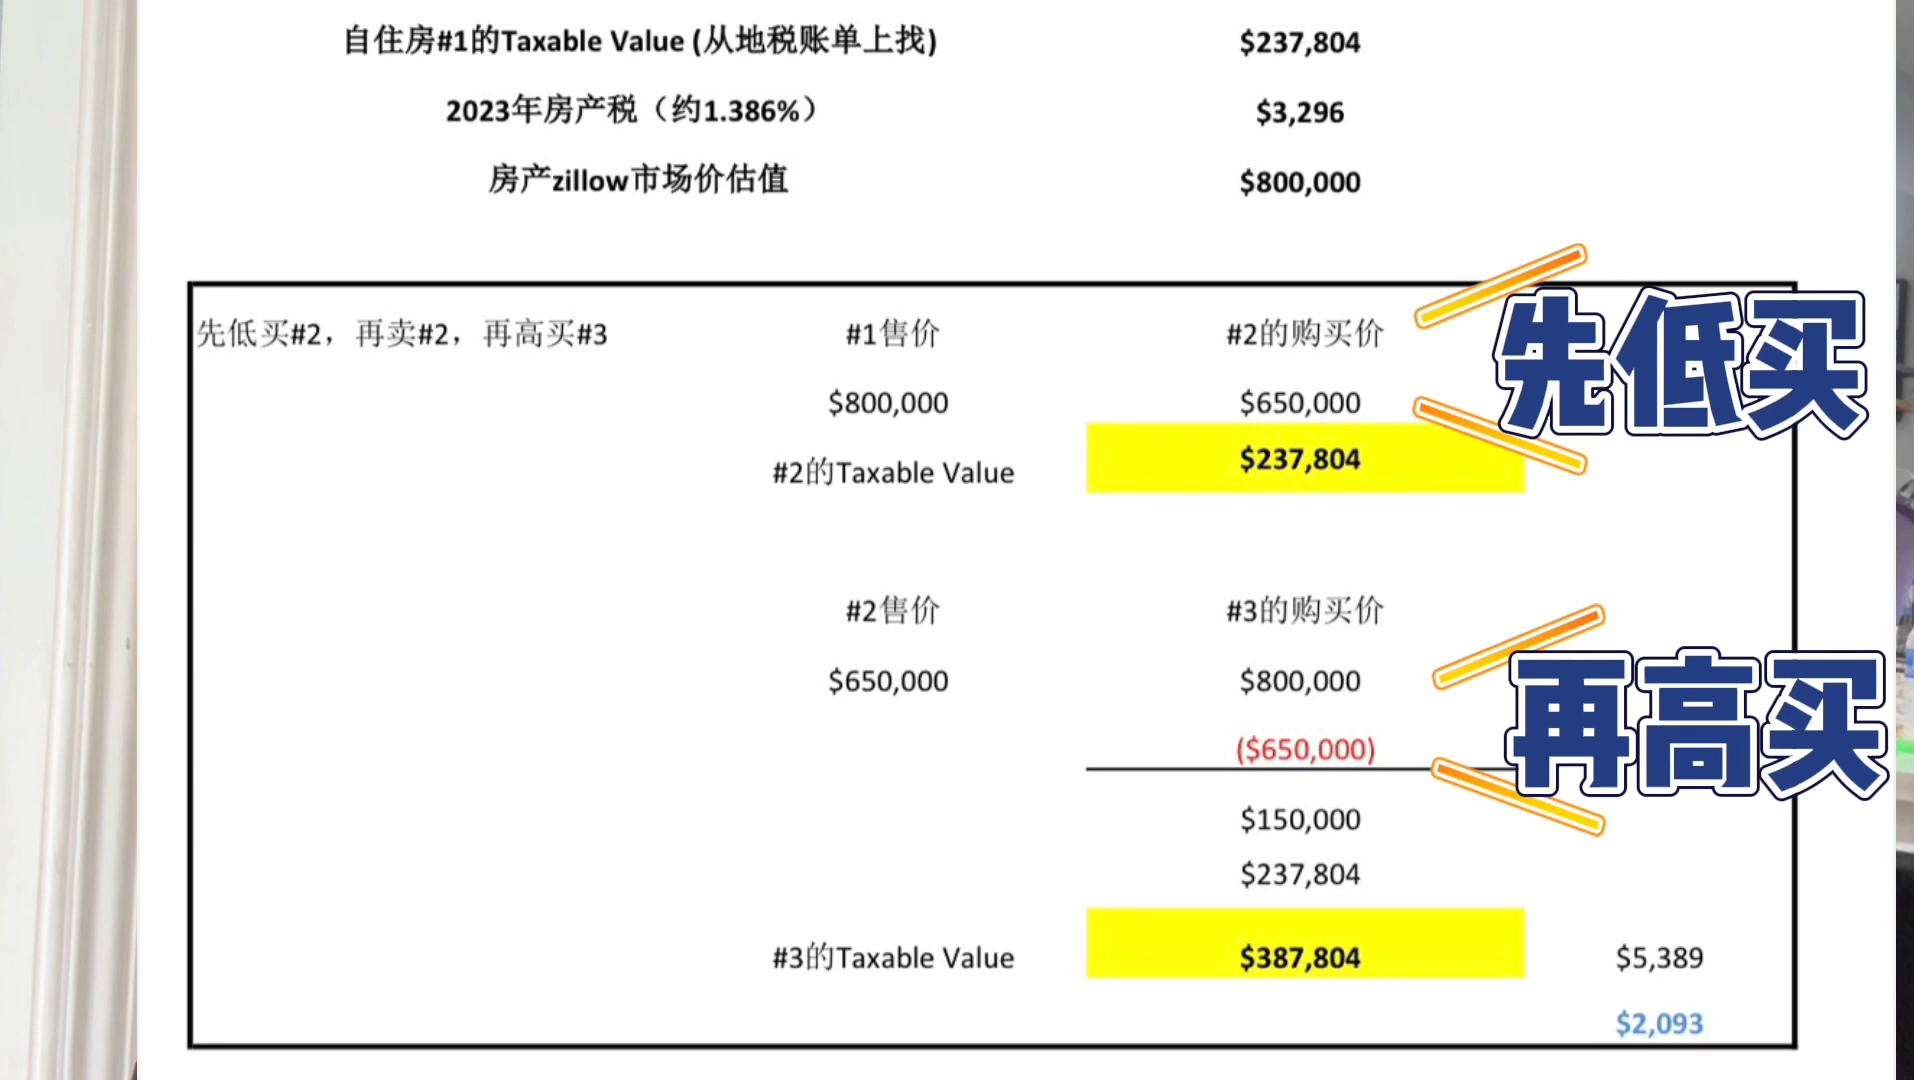 自住房#1的Taxable Value (从地税账单上找) $237,804
2023年房产税（约1.386%） $3,296
房产zillow市场价估值 $800,000
先低买#2，再卖#2，再高买#3 #1售价 #2的购买价
先低买
$800,000 $650,000
#2的Taxable Value $237,804
#2售价 #3的购买价
再高买
$650,000 $800,000
($650,000)
$150,000
$237,804
#3的Taxable Value $387,804 $5,389
$2,093